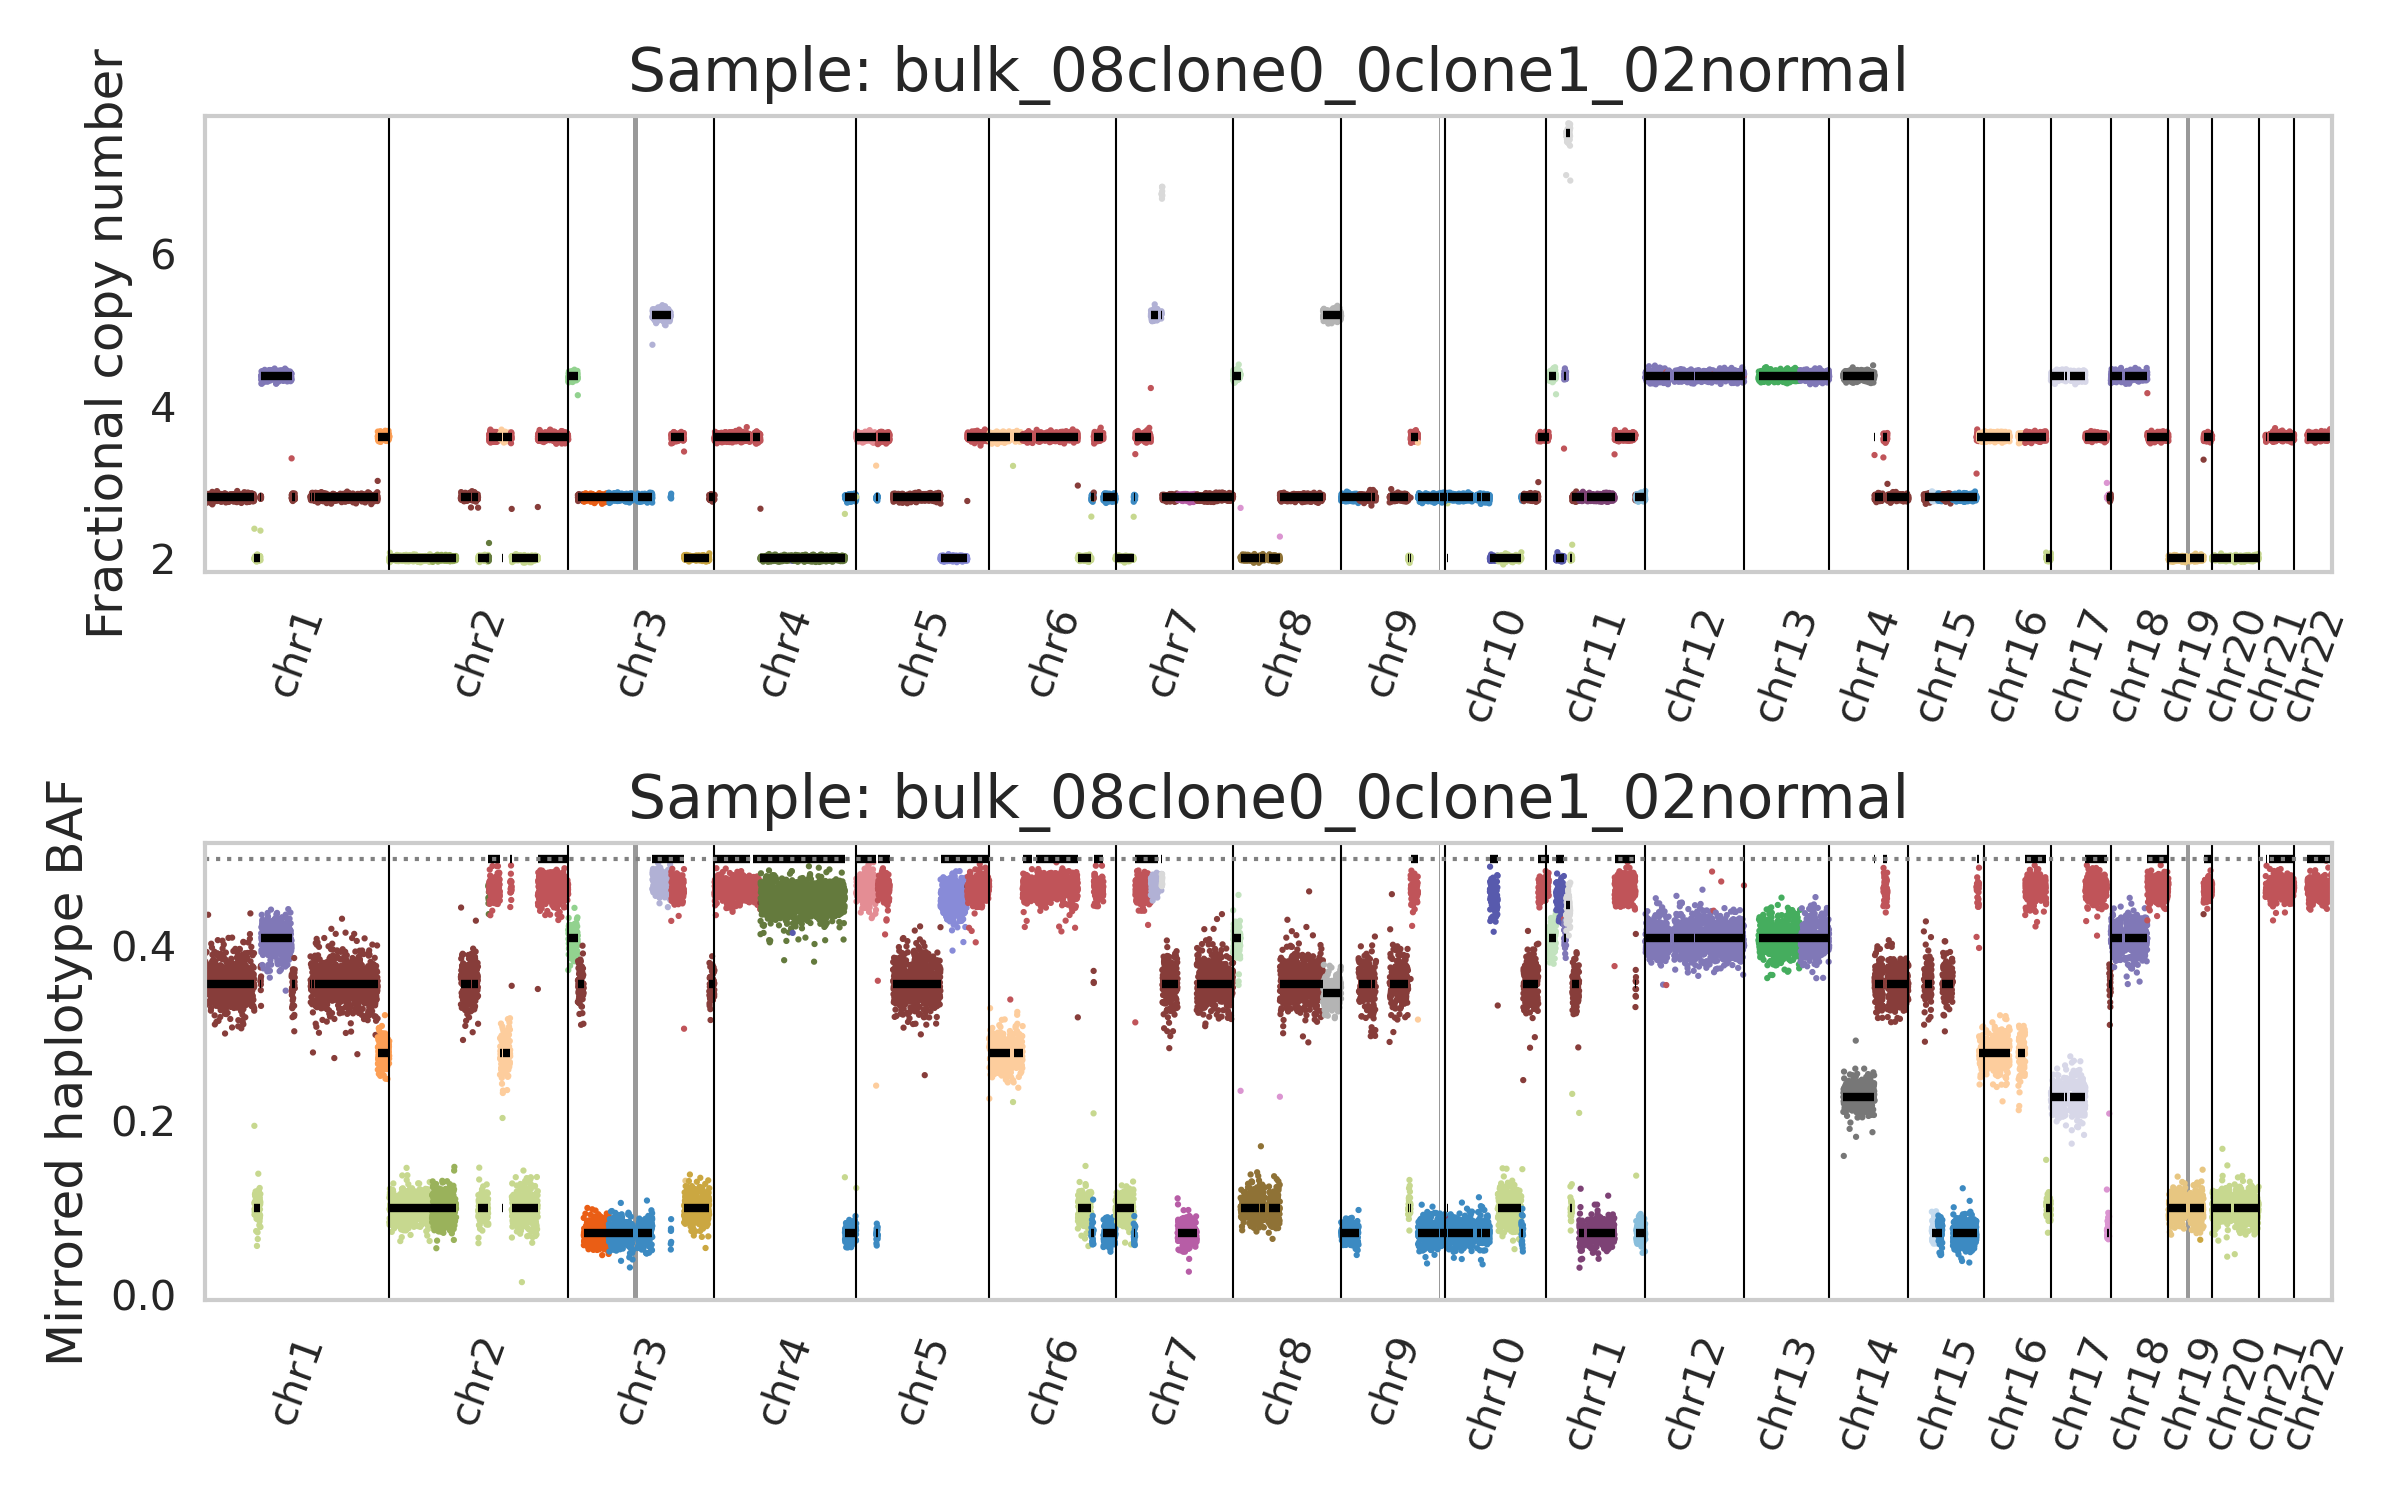 Sample: bulk_08clone0_0clone1_02normal
Fractional copy number
6
4
2
chr1 chr2 chr3 chr4 chr5 chr6 chr7 chr8 chr9 chr10 chr11 chr12 chr13 chr14 chr15 chr16 chr17 chr18 chr19 chr20 chr21 chr22
Sample: bulk_08clone0_0clone1_02normal
Mirrored haplotype BAF
0.4
0.2
0.0
chr1 chr2 chr3 chr4 chr5 chr6 chr7 chr8 chr9 chr10 chr11 chr12 chr13 chr14 chr15 chr16 chr17 chr18 chr19 chr20 chr21 chr22